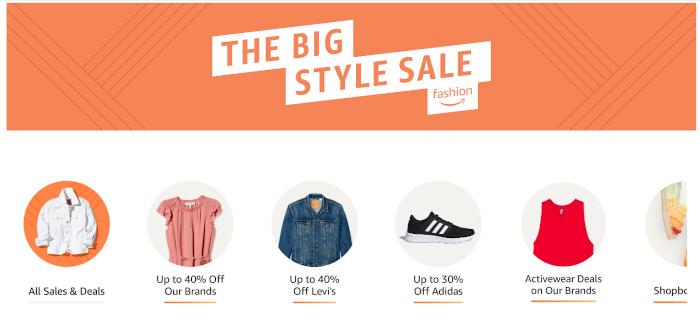 THE BIG
STYLE SALE
fashion
All Sales & Deals
Up to 40% Off
Our Brands
Up to 40%
Off Levi's
Up to 30%
Off Adidas
Activewear Deals
on Our Brands